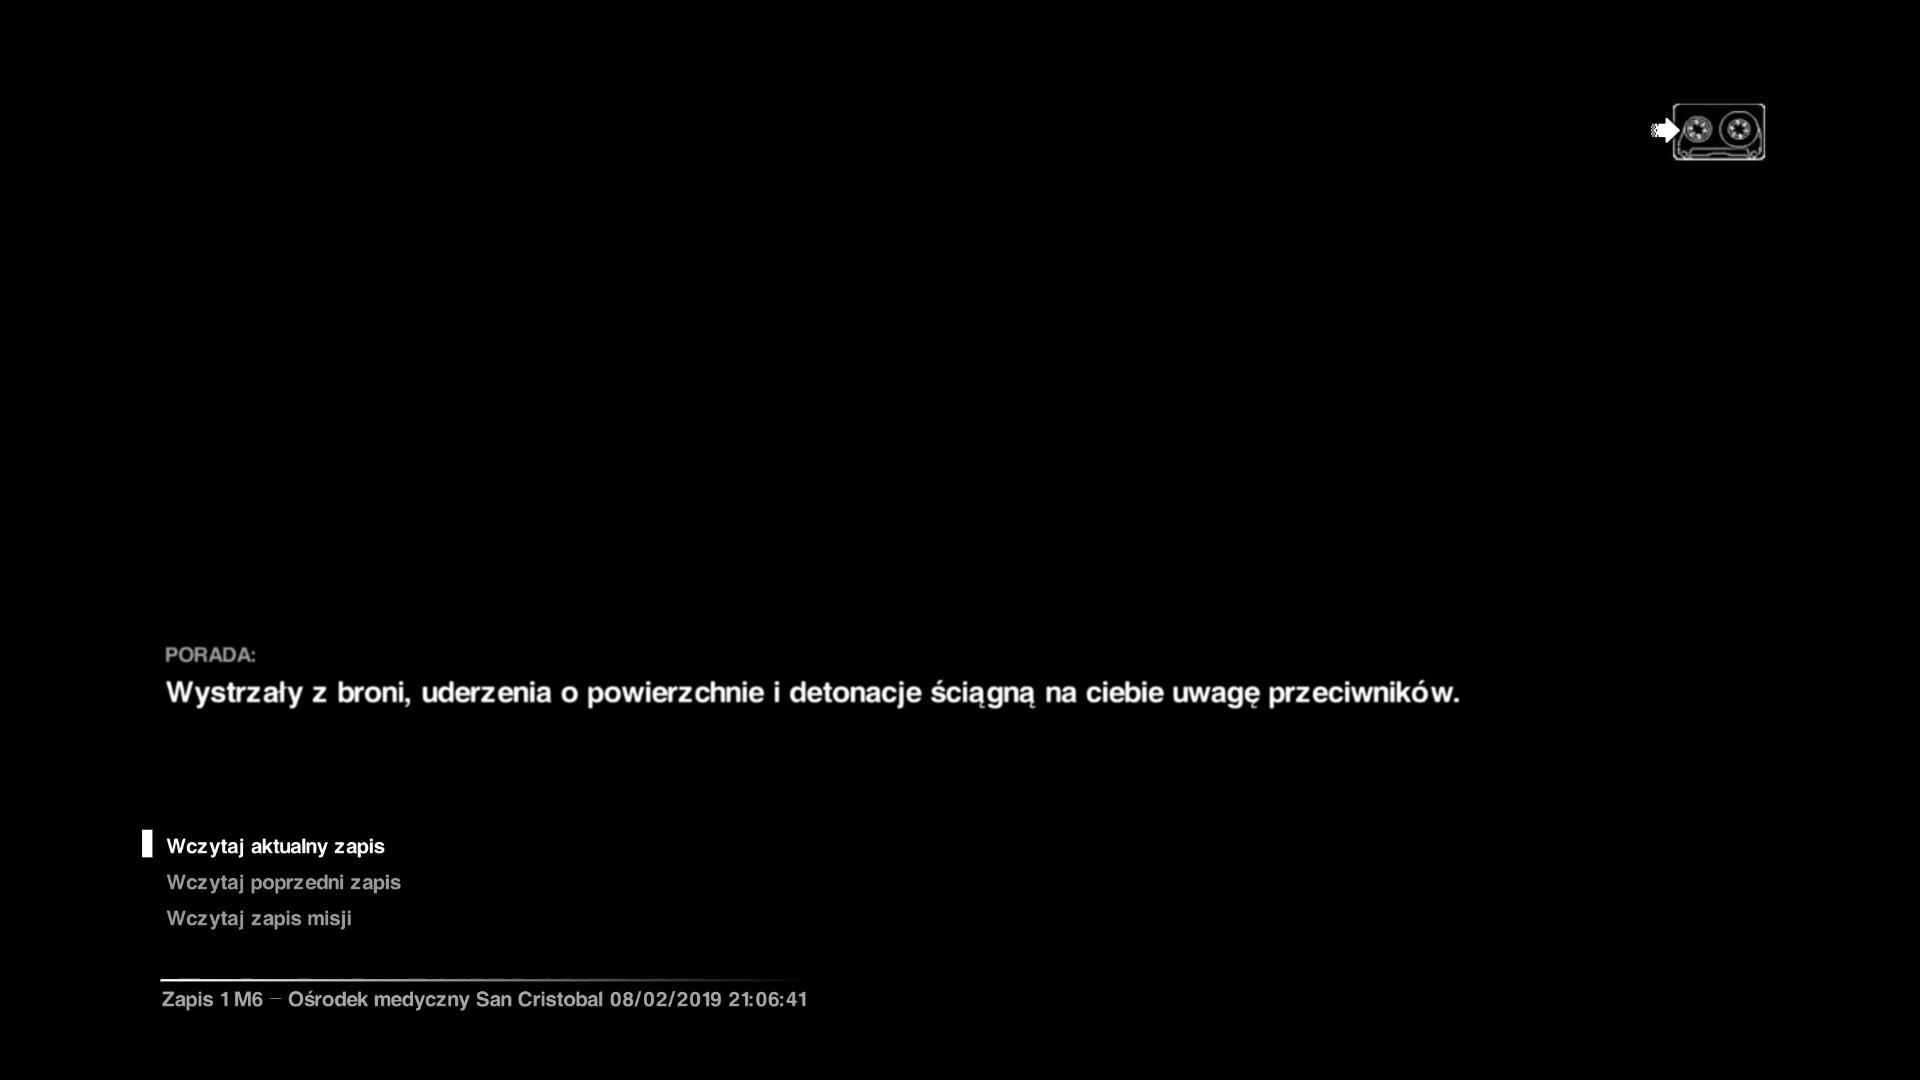 PORADA:
Wystrzały z broni, uderzenia o powierzchnie i detonacje ściągną na ciebie uwagę przeciwników.
Wczytaj aktualny zapis
Wczytaj poprzedni zapis
Wczytaj zapis misji
Zapis 1 M6 – Ośrodek medyczny San Cristobal 08/02/2019 21:06:41